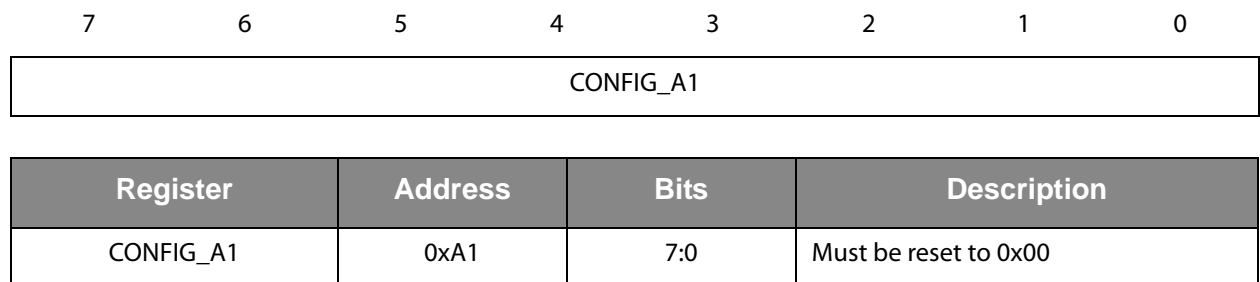 7 6 5 4 3 2 1 0
CONFIG_A1
Register Address Bits Description
CONFIG_A1 0xA1 7:0 Must be reset to 0x00